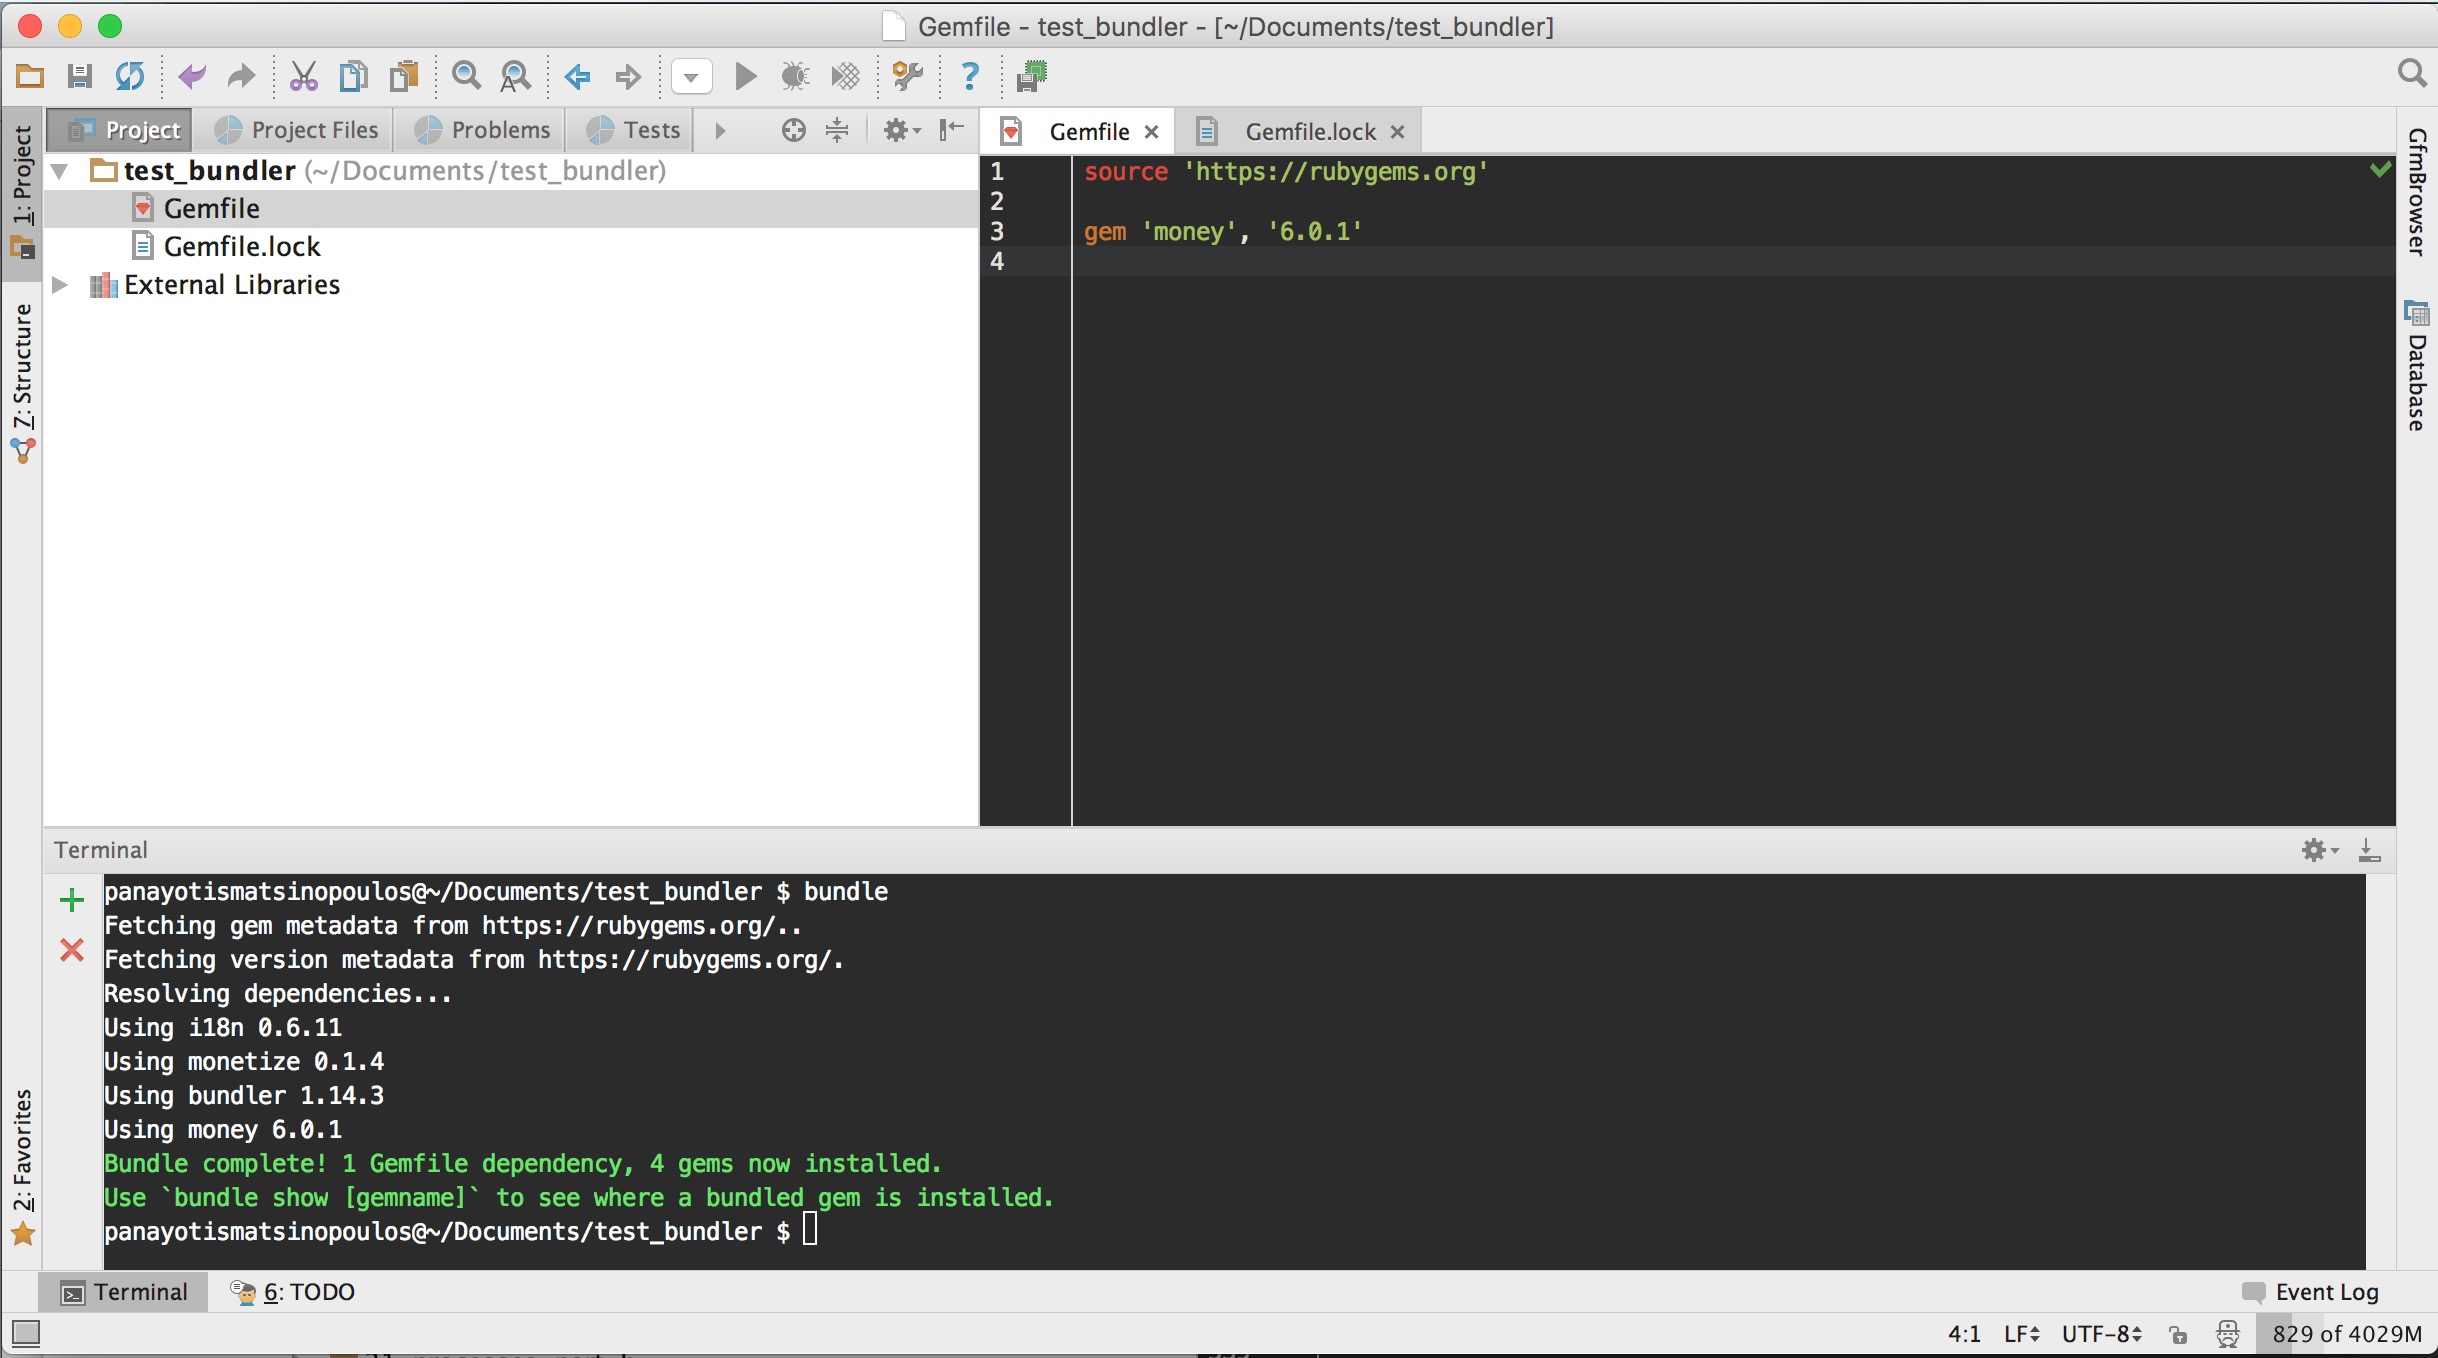 Gemfile - test_bundler - [~/Documents/test_bundler]
Project
Project Files
Problems
Tests
Gemfile
Gemfile.lock
1: Project
7: Structure
2: Favorites
test_bundler (~/Documents/test_bundler)
Gemfile
Gemfile.lock
External Libraries
1 source 'https://rubygems.org'
2
3 gem 'money', '6.0.1'
4
GfmBrowser
Database
Terminal
panayotismatsinopoulos@~/Documents/test_bundler $ bundle
Fetching gem metadata from https://rubygems.org/..
Fetching version metadata from https://rubygems.org/.
Resolving dependencies...
Using i18n 0.6.11
Using monetize 0.1.4
Using bundler 1.14.3
Using money 6.0.1
Bundle complete! 1 Gemfile dependency, 4 gems now installed.
Use `bundle show [gemname]` to see where a bundled gem is installed.
panayotismatsinopoulos@~/Documents/test_bundler $
Terminal
6: TODO
Event Log
4:1 LF UTF-8 829 of 4029M